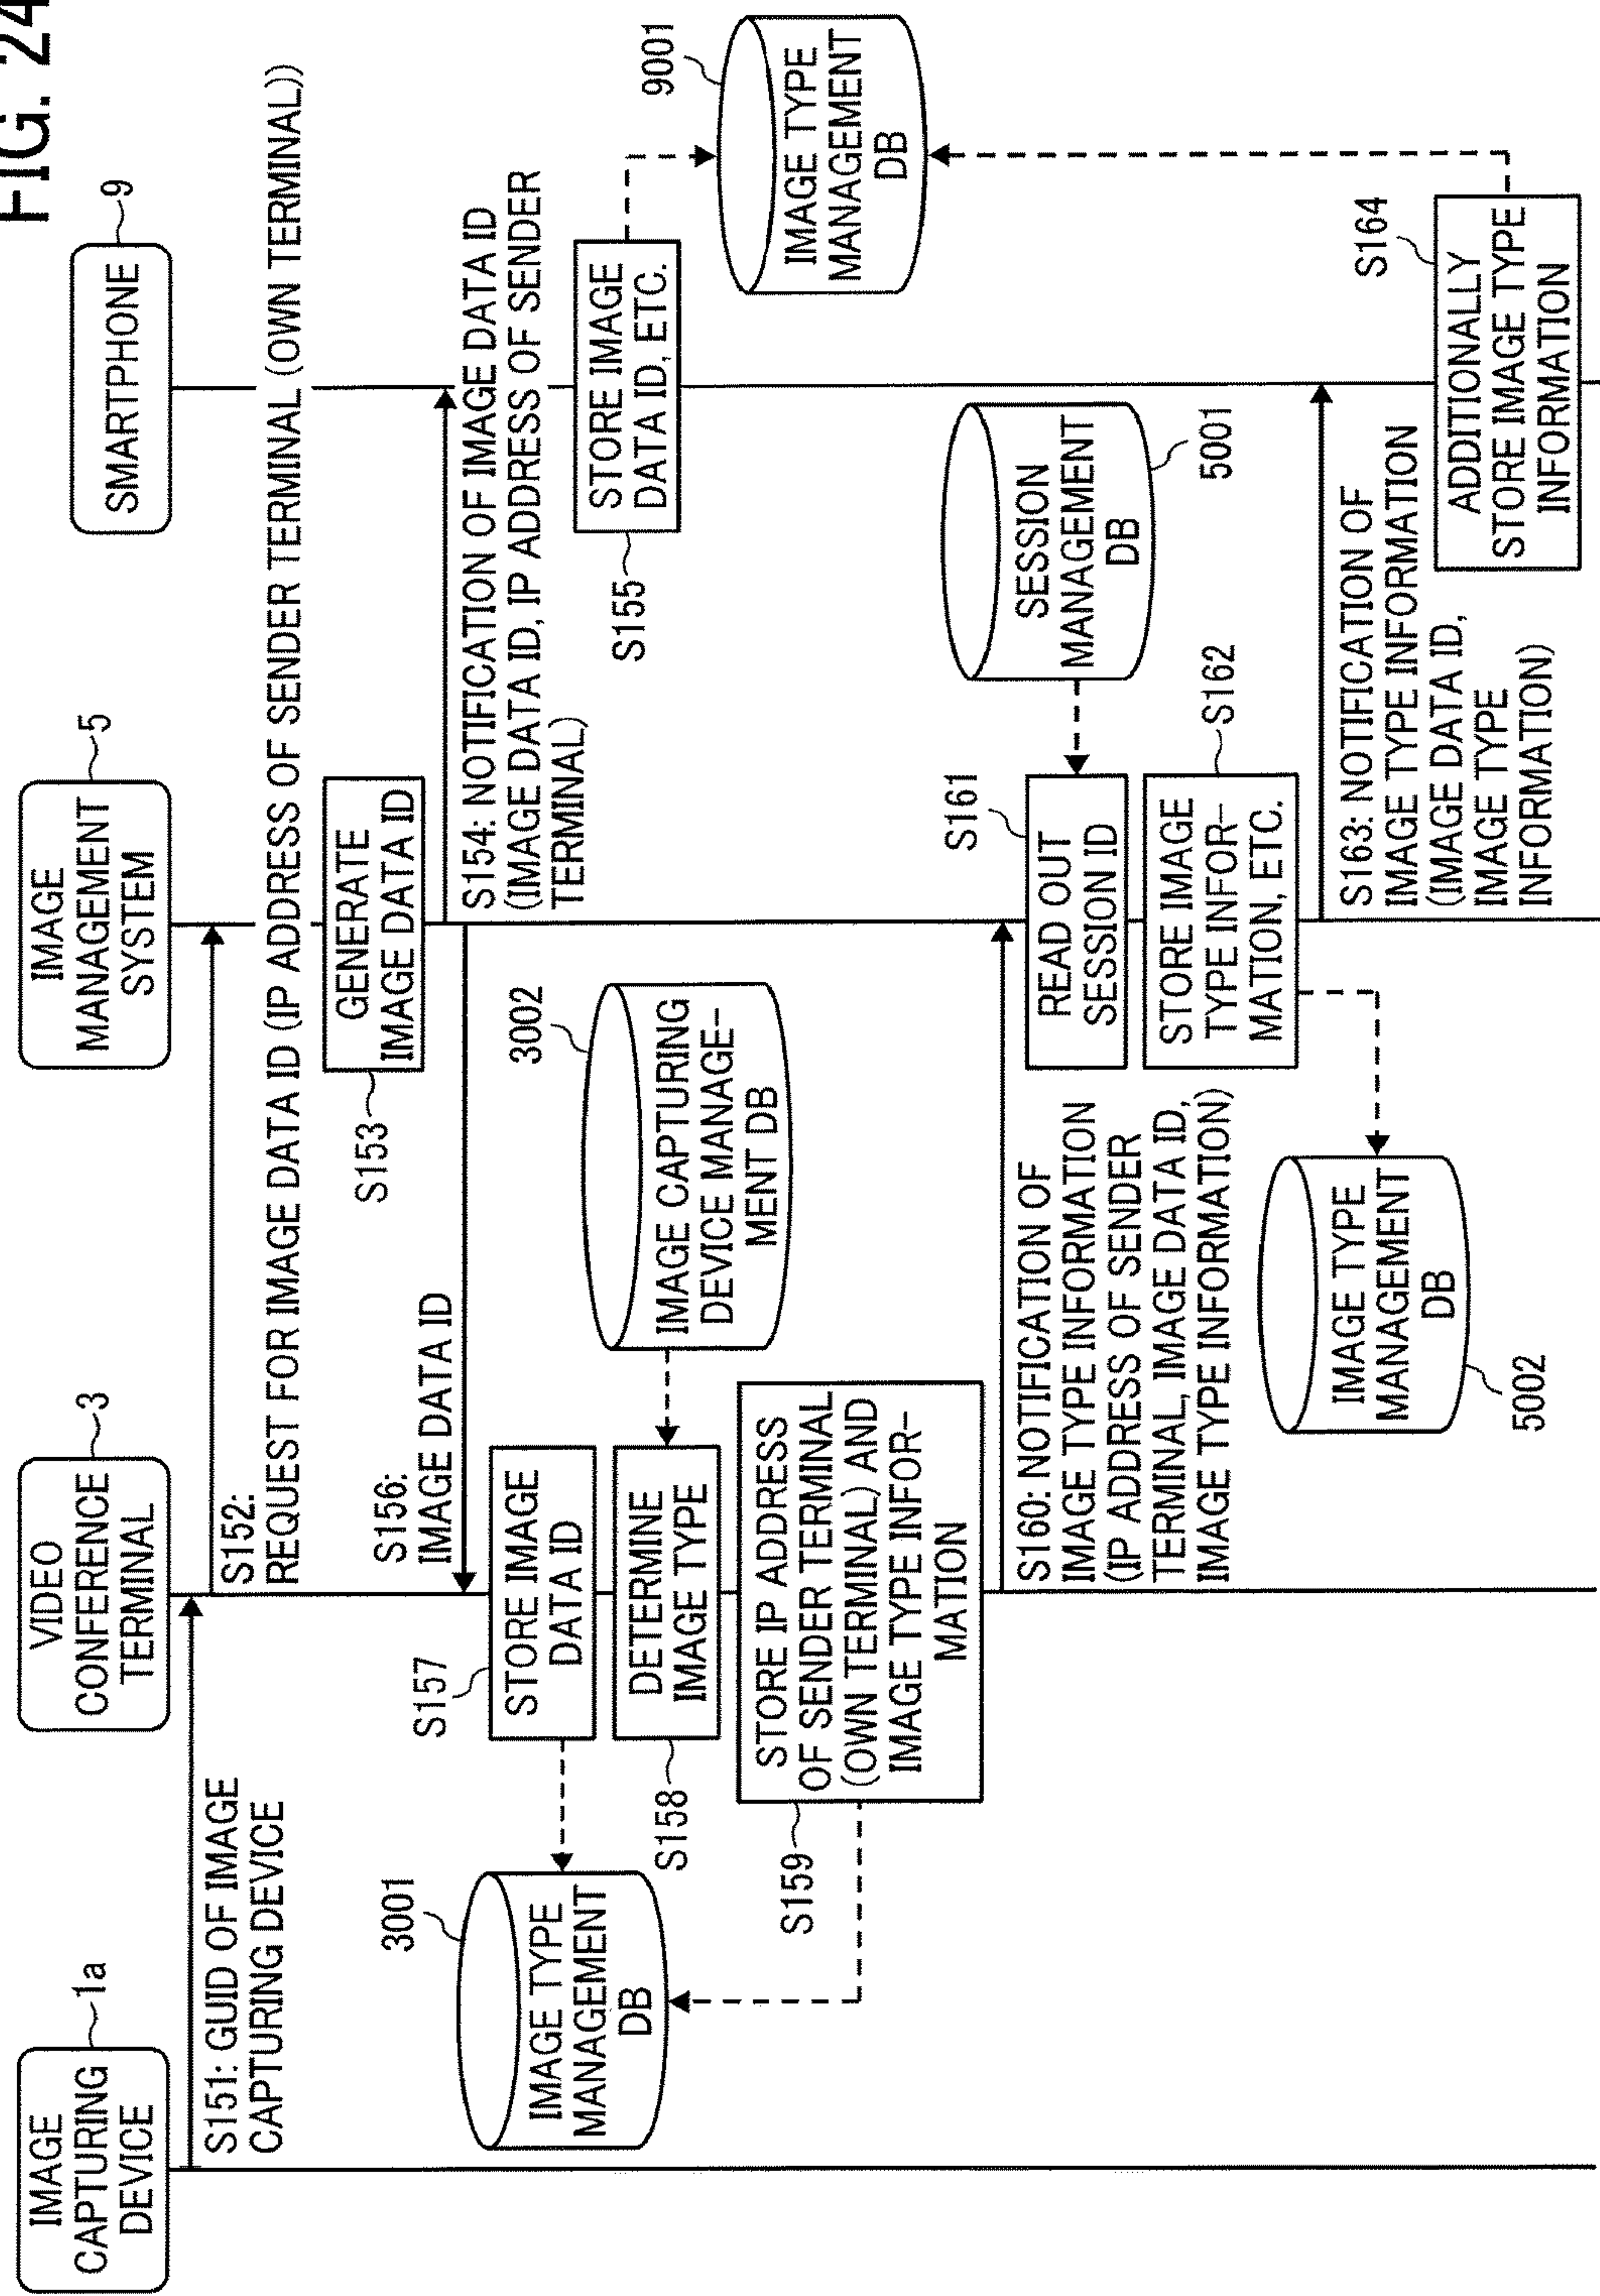 FIG. 24
IMAGE
CAPTURING
DEVICE
1a
VIDEO
CONFERENCE
TERMINAL
3
IMAGE
MANAGEMENT
SYSTEM
5
SMARTPHONE
9
S151: GUID OF IMAGE
CAPTURING DEVICE
S152:
REQUEST FOR IMAGE DATA ID (IP ADDRESS OF SENDER TERMINAL (OWN TERMINAL))
S153
GENERATE
IMAGE DATA ID
S154: NOTIFICATION OF IMAGE DATA ID
(IMAGE DATA ID, IP ADDRESS OF SENDER
TERMINAL)
S155
STORE IMAGE
DATA ID, ETC.
9001
IMAGE TYPE
MANAGEMENT
DB
S156:
IMAGE DATA ID
S157
STORE IMAGE
DATA ID
3001
IMAGE TYPE
MANAGEMENT
DB
S158
DETERMINE
IMAGE TYPE
3002
IMAGE CAPTURING
DEVICE MANAGE-
MENT DB
S159
STORE IP ADDRESS
OF SENDER TERMINAL
(OWN TERMINAL) AND
IMAGE TYPE INFOR-
MATION
S160: NOTIFICATION OF
IMAGE TYPE INFORMATION
(IP ADDRESS OF SENDER
TERMINAL, IMAGE DATA ID,
IMAGE TYPE INFORMATION)
S161
READ OUT
SESSION ID
SESSION
MANAGEMENT
DB
5001
S162
STORE IMAGE
TYPE INFOR-
MATION, ETC.
IMAGE TYPE
MANAGEMENT
DB
5002
S163: NOTIFICATION OF
IMAGE TYPE INFORMATION
(IMAGE DATA ID,
IMAGE TYPE
INFORMATION)
S164
ADDITIONALLY
STORE IMAGE TYPE
INFORMATION